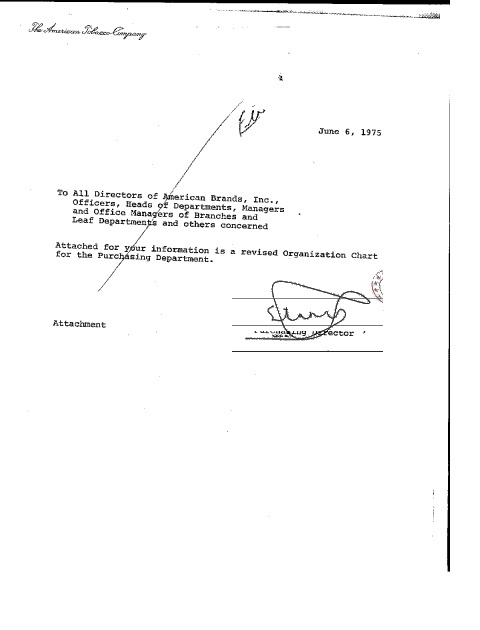 The American Tobacco Company
June 6, 1975
To All Directors of American Brands, Inc.,
Officers, Heads of Departments, Managers
and Office Managers of Branches and
Leaf Departments and others concerned
Attached for your information is a revised Organization Chart
for the Purchasing Department.
Attachment
Purchasing Director